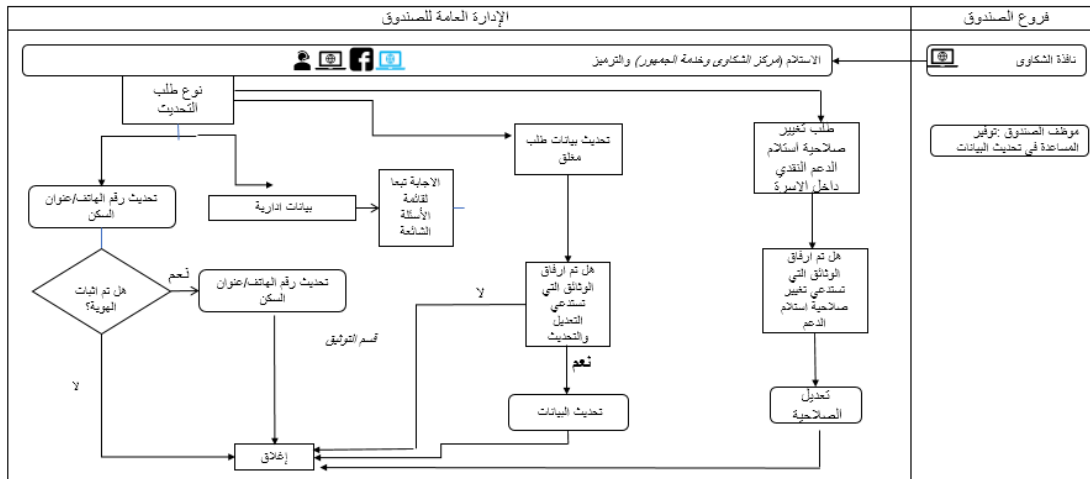 فروع الصندوق
الإدارة العامة للصندوق
نافذة الشكاوى
الاستلام (مركز الشكاوى وخدمة الجمهور) والترميز
نوع طلب
التحديث
موظف الصندوق :توفير
المساعدة في تحديث البيانات
طلب تغيير
صلاحية استلام
الدعم النقدي
داخل الاسرة
تحديث بيانات طلب
مغلق
الاجابة تبعا
لقائمة
الأسئلة
الشائعة
بيانات ادارية
تحديث رقم الهاتف/عنوان
السكن
هل تم ارفاق
الوثائق التي
تستدعي تغيير
صلاحية استلام
الدعم
هل تم ارفاق
الوثائق التي
تستدعي
التعديل
والتحديث
لا
نعم
تحديث رقم الهاتف/عنوان
السكن
هل تم اثبات
الهوية؟
قسم التوثيق
نعم
لا
تعديل
الصلاحية
تحديث البيانات
إغلاق